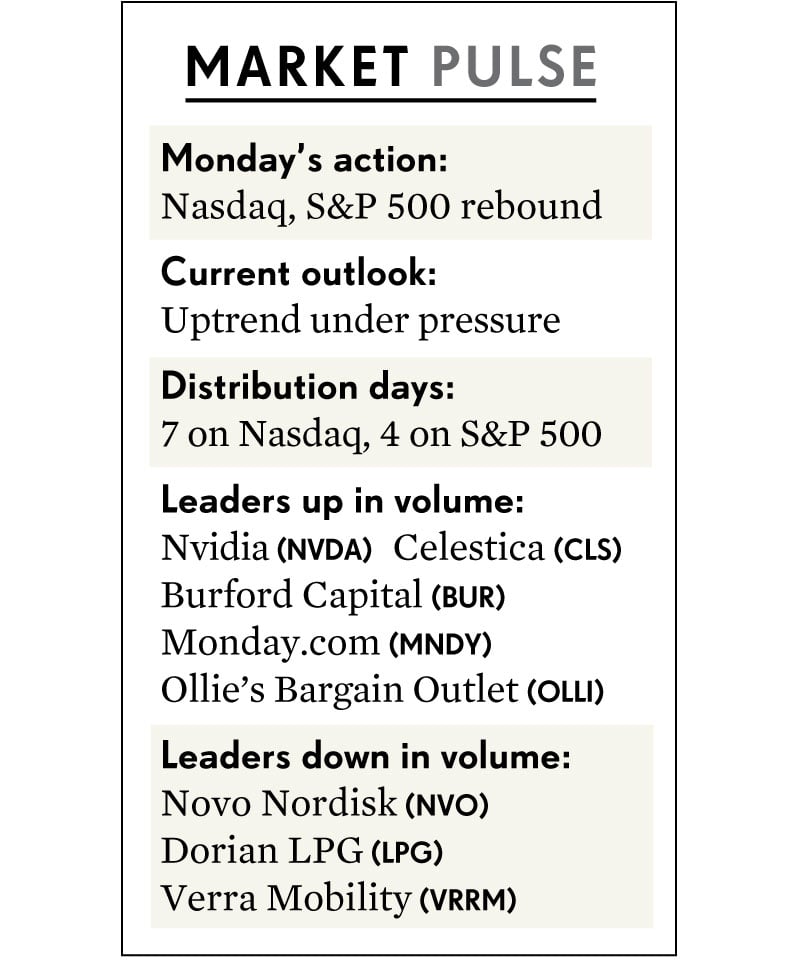 MARKET PULSE
Monday's action:
Nasdaq, S&P 500 rebound
Current outlook:
Uptrend under pressure
Distribution days:
7 on Nasdaq, 4 on S&P 500
Leaders up in volume:
Nvidia (NVDA) Celestica (CLS)
Burford Capital (BUR)
Monday.com (MNDY)
Ollie’s Bargain Outlet (OLLI)
Leaders down in volume:
Novo Nordisk (NVO)
Dorian LPG (LPG)
Verra Mobility (VRRM)